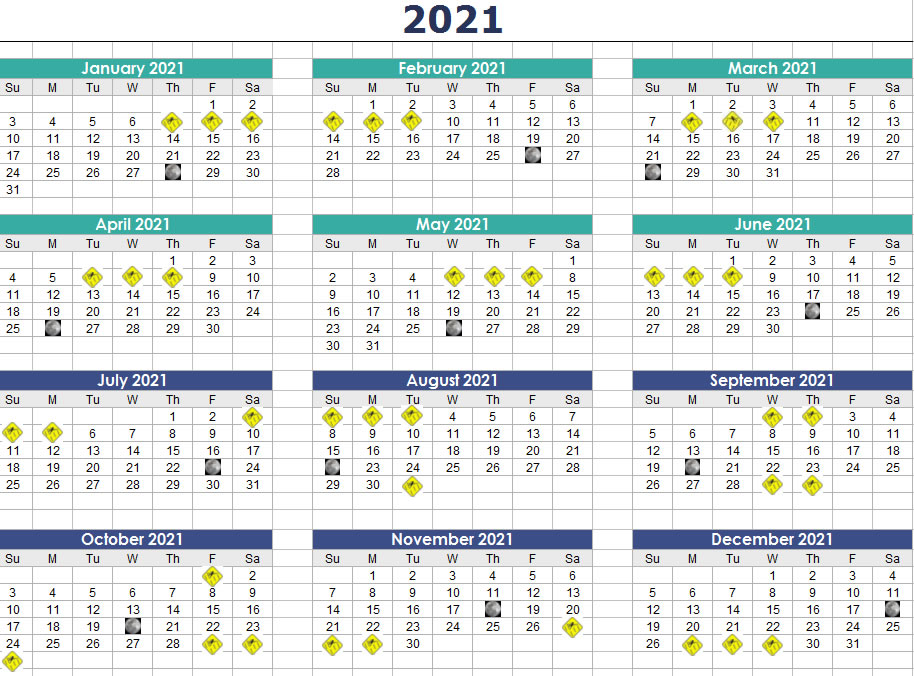 2021
January 2021
Su M Tu W Th F Sa
1 2
3 4 5 6
10 11 12 13 14 15 16
17 18 19 20 21 22 23
24 25 26 27 29 30
31
February 2021
Su M Tu W Th F Sa
1 2 3 4 5 6
10 11 12 13
14 15 16 17 18 19 20
21 22 23 24 25 27
28
March 2021
Su M Tu W Th F Sa
1 2 3 4 5 6
7 11 12 13
14 15 16 17 18 19 20
21 22 23 24 25 26 27
29 30 31
April 2021
Su M Tu W Th F Sa
1 2 3
4 5 9 10
11 12 13 14 15 16 17
18 19 20 21 22 23 24
25 27 28 29 30
May 2021
Su M Tu W Th F Sa
1
2 3 4 8
9 10 11 12 13 14 15
16 17 18 19 20 21 22
23 24 25 27 28 29
30 31
June 2021
Su M Tu W Th F Sa
1 2 3 4 5
9 10 11 12
13 14 15 16 17 18 19
20 21 22 23 25 26
27 28 29 30
July 2021
Su M Tu W Th F Sa
1 2
6 7 8 9 10
11 12 13 14 15 16 17
18 19 20 21 22 24
25 26 27 28 29 30 31
August 2021
Su M Tu W Th F Sa
4 5 6 7
8 9 10 11 12 13 14
15 16 17 18 19 20 21
23 24 25 26 27 28
29 30
September 2021
Su M Tu W Th F Sa
3 4
5 6 7 8 9 10 11
12 13 14 15 16 17 18
19 21 22 23 24 25
26 27 28
October 2021
Su M Tu W Th F Sa
2
3 4 5 6 7 8 9
10 11 12 13 14 15 16
17 18 19 21 22 23
24 25 26 27 28
November 2021
Su M Tu W Th F Sa
1 2 3 4 5 6
7 8 9 10 11 12 13
14 15 16 17 19 20
21 22 23 24 25 26
30
December 2021
Su M Tu W Th F Sa
1 2 3 4
5 6 7 8 9 10 11
12 13 14 15 16 17
19 20 21 22 23 24 25
26 30 31